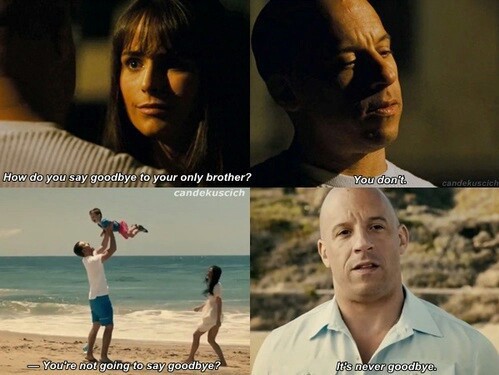 How do you say goodbye to your only brother?
You don't.
candekuscich
candekuscich
— You're not going to say goodbye?
It's never goodbye.